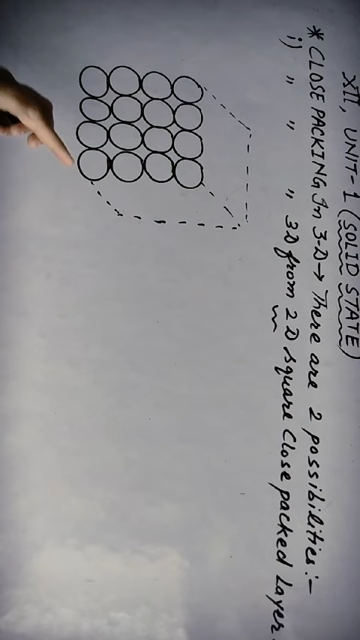 XII, UNIT-1 (SOLID STATE)
* CLOSE PACKING In 3-D → There are 2 possibilities :-
i) " " " 3D from 2D square Close packed Layer.